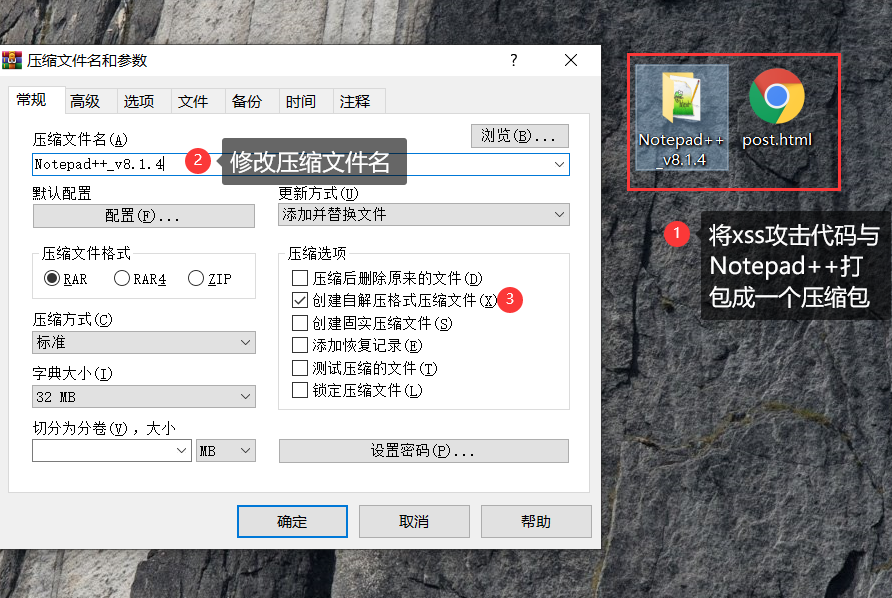 压缩文件名和参数
?
常规
高级
选项
文件
备份
时间
注释
压缩文件名(A)
浏览(B)...
Notepad++_v8.1.4
2
修改压缩文件名
默认配置
配置(F)...
更新方式(U)
添加并替换文件
压缩文件格式
RAR
RAR4
ZIP
压缩选项
压缩后删除原来的文件(D)
创建自解压格式压缩文件(X)
3
创建固实压缩文件(S)
添加恢复记录(E)
测试压缩的文件(T)
锁定压缩文件(L)
压缩方式(C)
标准
字典大小(I)
32 MB
切分为分卷(V)，大小
MB
设置密码(P)...
确定
取消
帮助
Notepad++
_v8.1.4
post.html
1
将xss攻击代码与
Notepad++打
包成一个压缩包